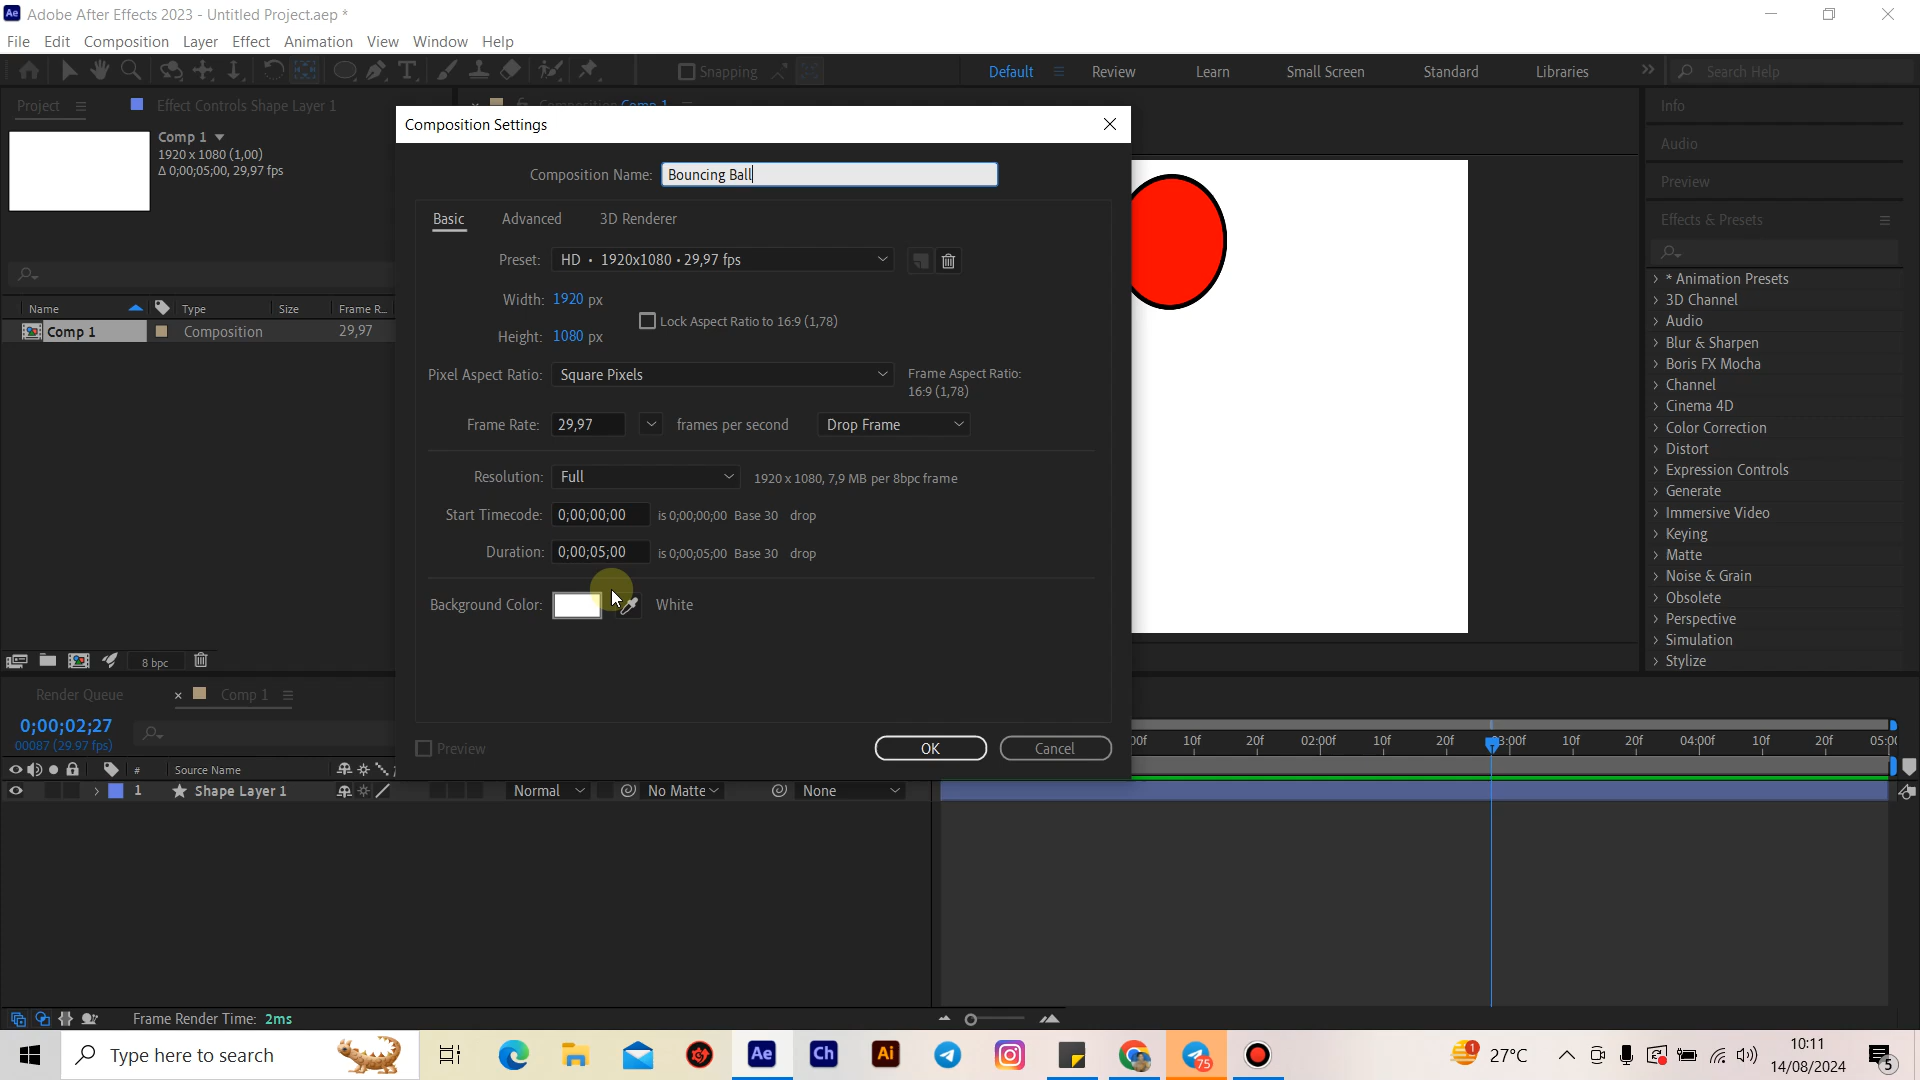 Adobe After Effects 2023 - Untitled Project.aep *
File Edit Composition Layer Effect Animation View Window Help
Snapping Default Review Learn Small Screen Standard Libraries Search Help
Project Effect Controls Shape Layer 1 Composition Comp 1 Info
Comp 1
1920 x 1080 (1,00)
Δ 0;00;05;00, 29,97 fps
Name Type Size Frame R...
Comp 1 Composition 29,97
8 bpc
Composition Settings
Composition Name: Bouncing Ball
Basic Advanced 3D Renderer
Preset: HD • 1920x1080 • 29,97 fps
Width: 1920 px
Lock Aspect Ratio to 16:9 (1,78)
Height: 1080 px
Pixel Aspect Ratio: Square Pixels
Frame Aspect Ratio:
16:9 (1,78)
Frame Rate: 29,97 frames per second Drop Frame
Resolution: Full 1920 x 1080, 7,9 MB per 8bpc frame
Start Timecode: 0;00;00;00 is 0;00;00;00 Base 30 drop
Duration: 0;00;05;00 is 0;00;05;00 Base 30 drop
Background Color: White
Preview OK Cancel
Audio
Preview
Effects & Presets
* Animation Presets
3D Channel
Audio
Blur & Sharpen
Boris FX Mocha
Channel
Cinema 4D
Color Correction
Distort
Expression Controls
Generate
Immersive Video
Keying
Matte
Noise & Grain
Obsolete
Perspective
Simulation
Stylize
Render Queue Comp 1
0;00;02;27
00087 (29.97 fps)
10f 20f 02:00f 10f 20f 03:00f 10f 20f 04:00f 10f 20f 05:00
# Source Name
1 Shape Layer 1 Normal No Matte None
Frame Render Time: 2ms
Type here to search
Ae Ch Ai 75 1 27°C 10:11
14/08/2024 5